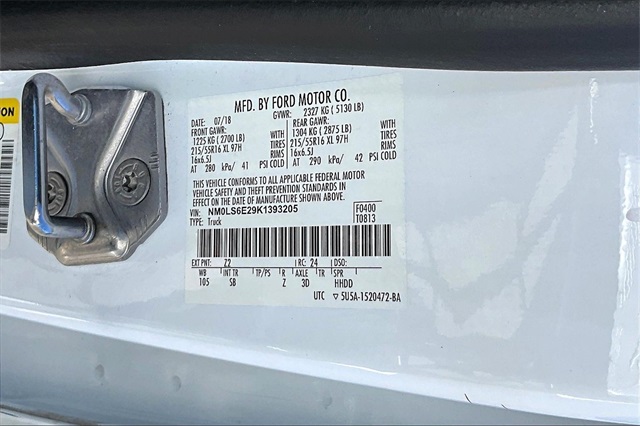 ION
MFD. BY FORD MOTOR CO.
DATE: 07/18 GVWR: 2327 KG ( 5130 LB)
FRONT GAWR: REAR GAWR:
1225 KG ( 2700 LB) WITH 1304 KG ( 2875 LB) WITH
215/55R16 XL 97H TIRES 215/55R16 XL 97H TIRES
16x6.5J RIMS 16x6.5J RIMS
AT 280 kPa/ 41 PSI COLD AT 290 kPa/ 42 PSI COLD
THIS VEHICLE CONFORMS TO ALL APPLICABLE FEDERAL MOTOR
VEHICLE SAFETY AND THEFT PREVENTION STANDARDS IN
EFFECT ON THE DATE OF MANUFACTURE SHOWN ABOVE.
VIN: NM0LS6E29K1393205 F0400
TYPE: Truck T0813
EXT PNT: Z2 RC: 24 DSO:
WB INT TR TP/PS R AXLE TR SPR
105 SB Z 3D HHDD
UTC ▽ 5U5A-1520472-BA